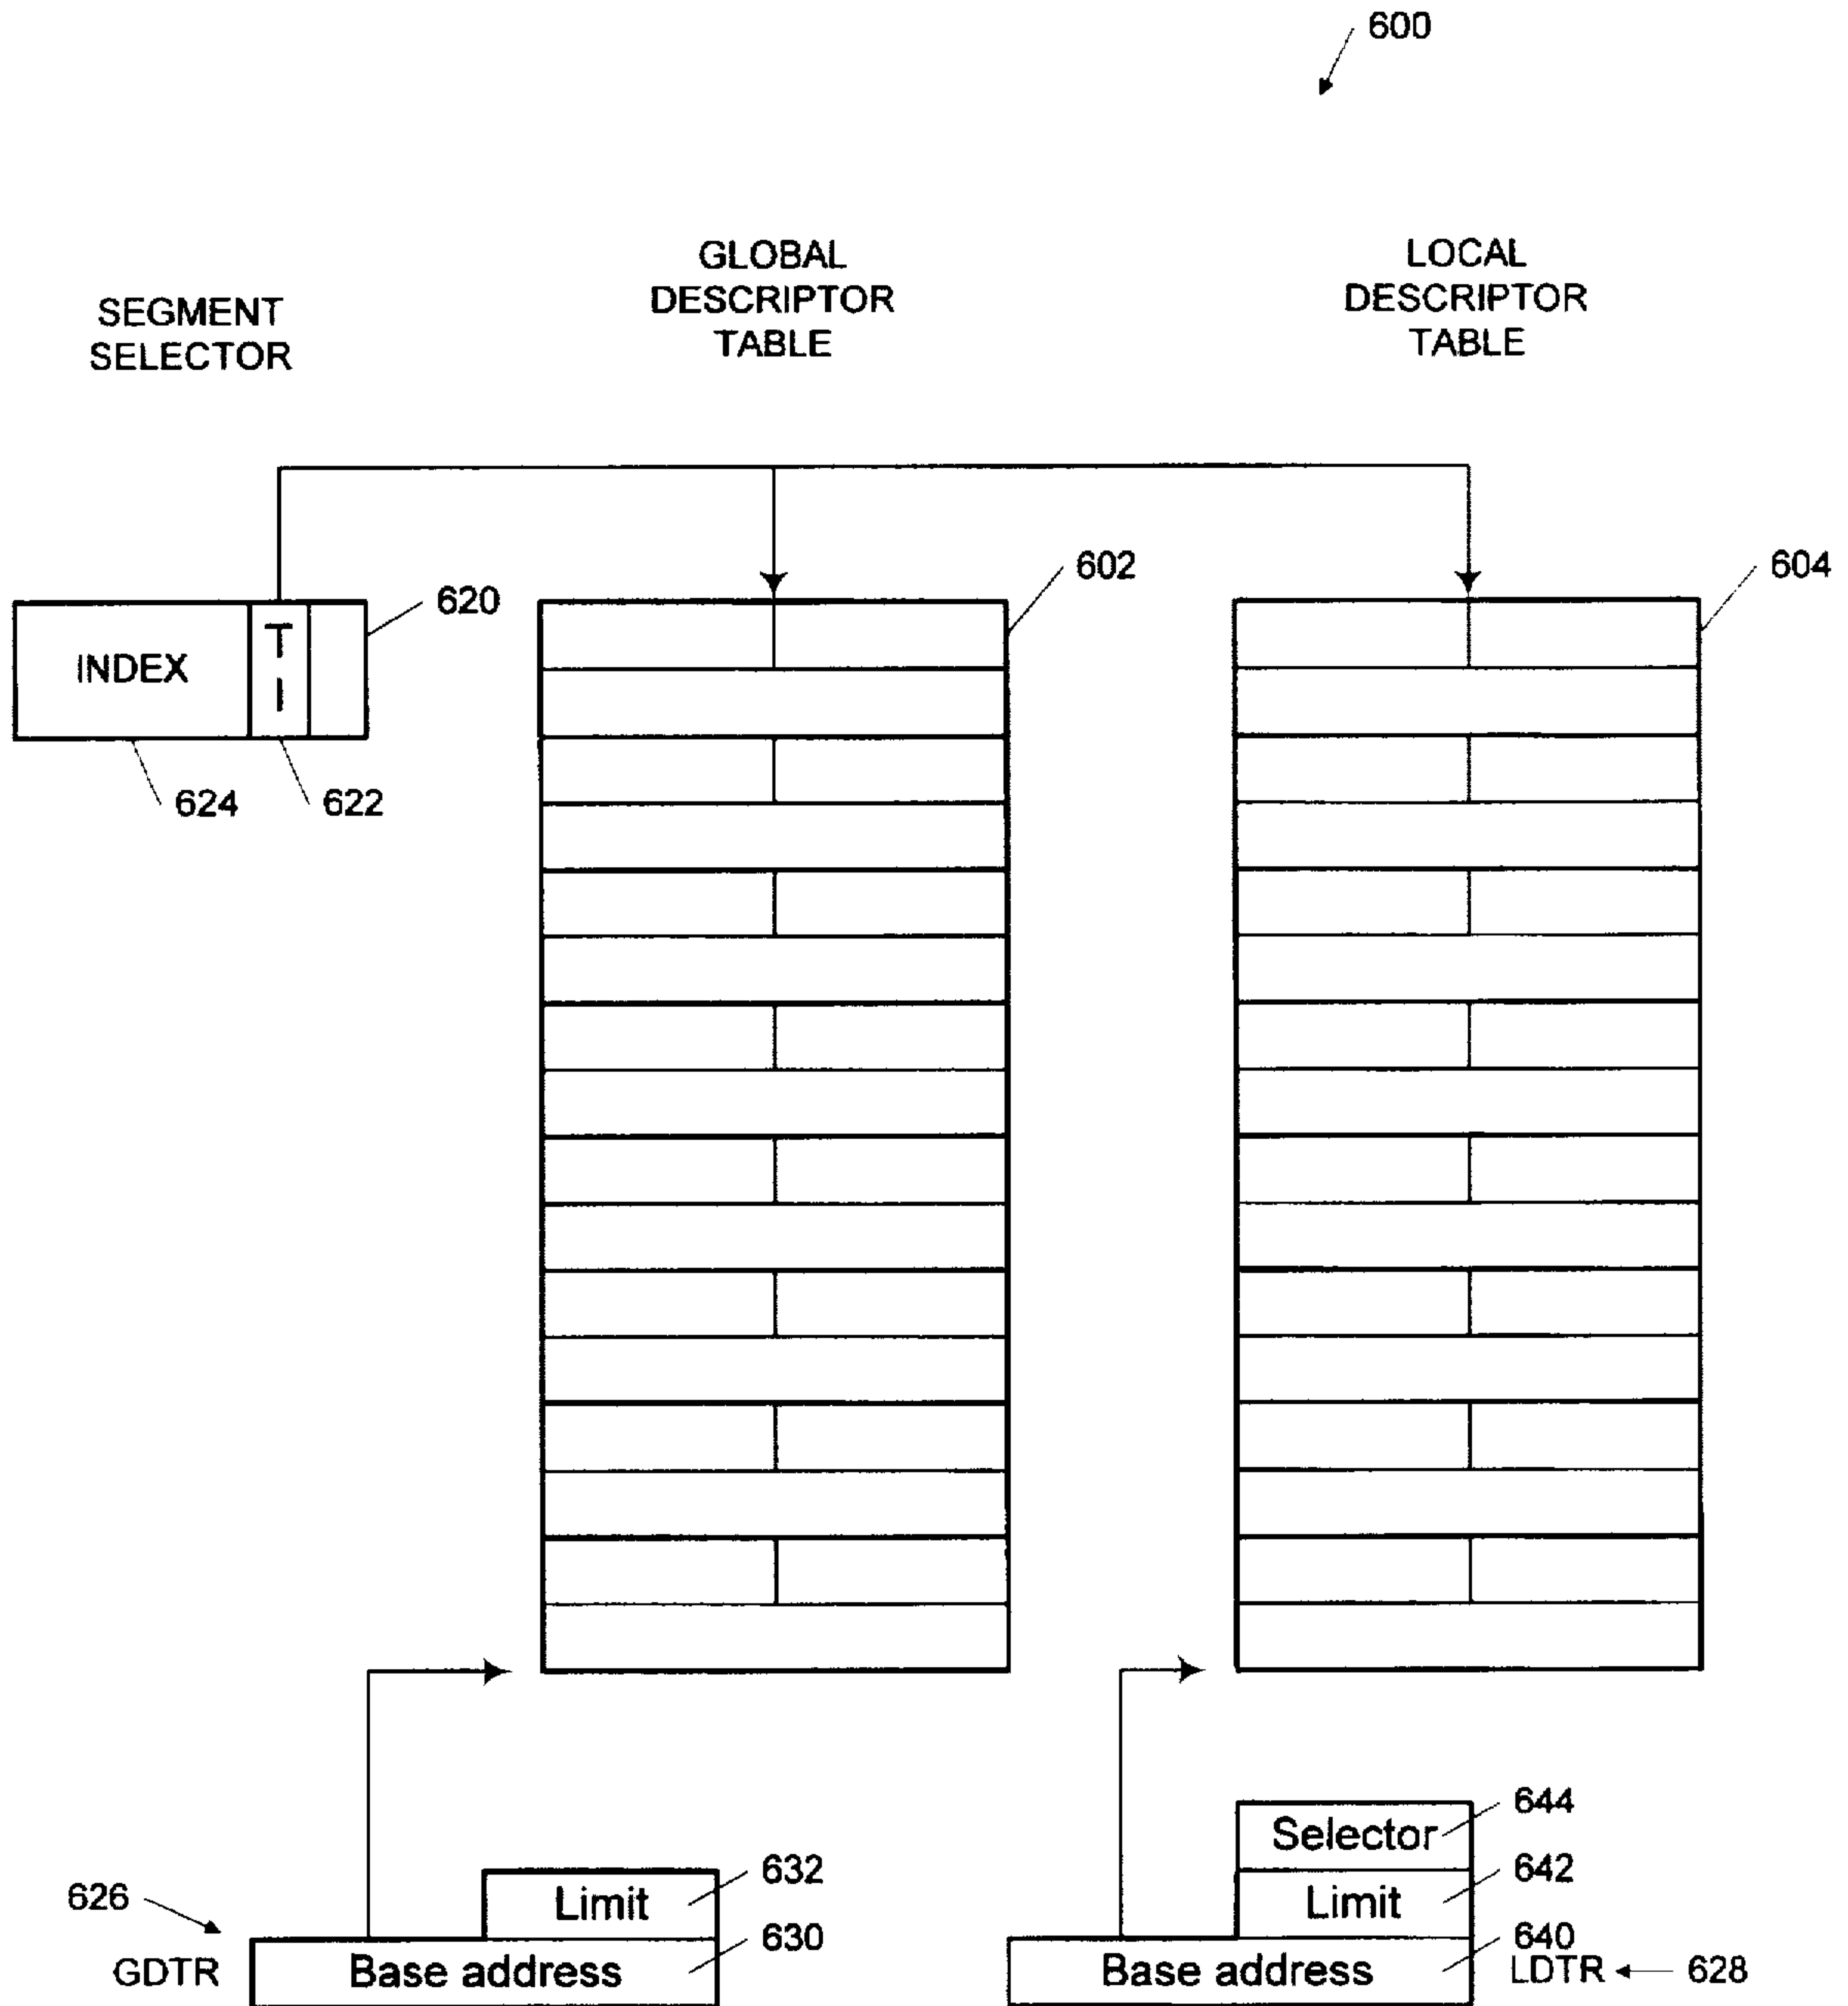 600
SEGMENT
SELECTOR
GLOBAL
DESCRIPTOR
TABLE
LOCAL
DESCRIPTOR
TABLE
602
604
620
INDEX
TI
624
622
644
Selector
632
642
626
Limit
Limit
630
640
GDTR
Base address
Base address
LDTR
628